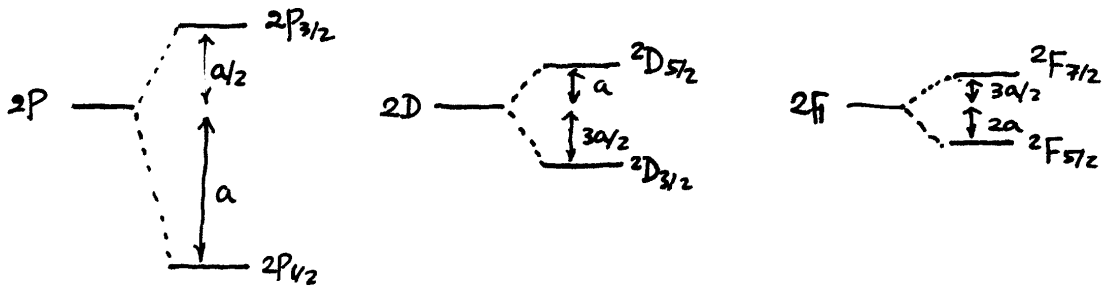 2P3/2
a/2
2P
a
2P1/2
²D5/2
a
2D
3a/2
²D3/2
²F7/2
3a/2
2F
2a
²F5/2